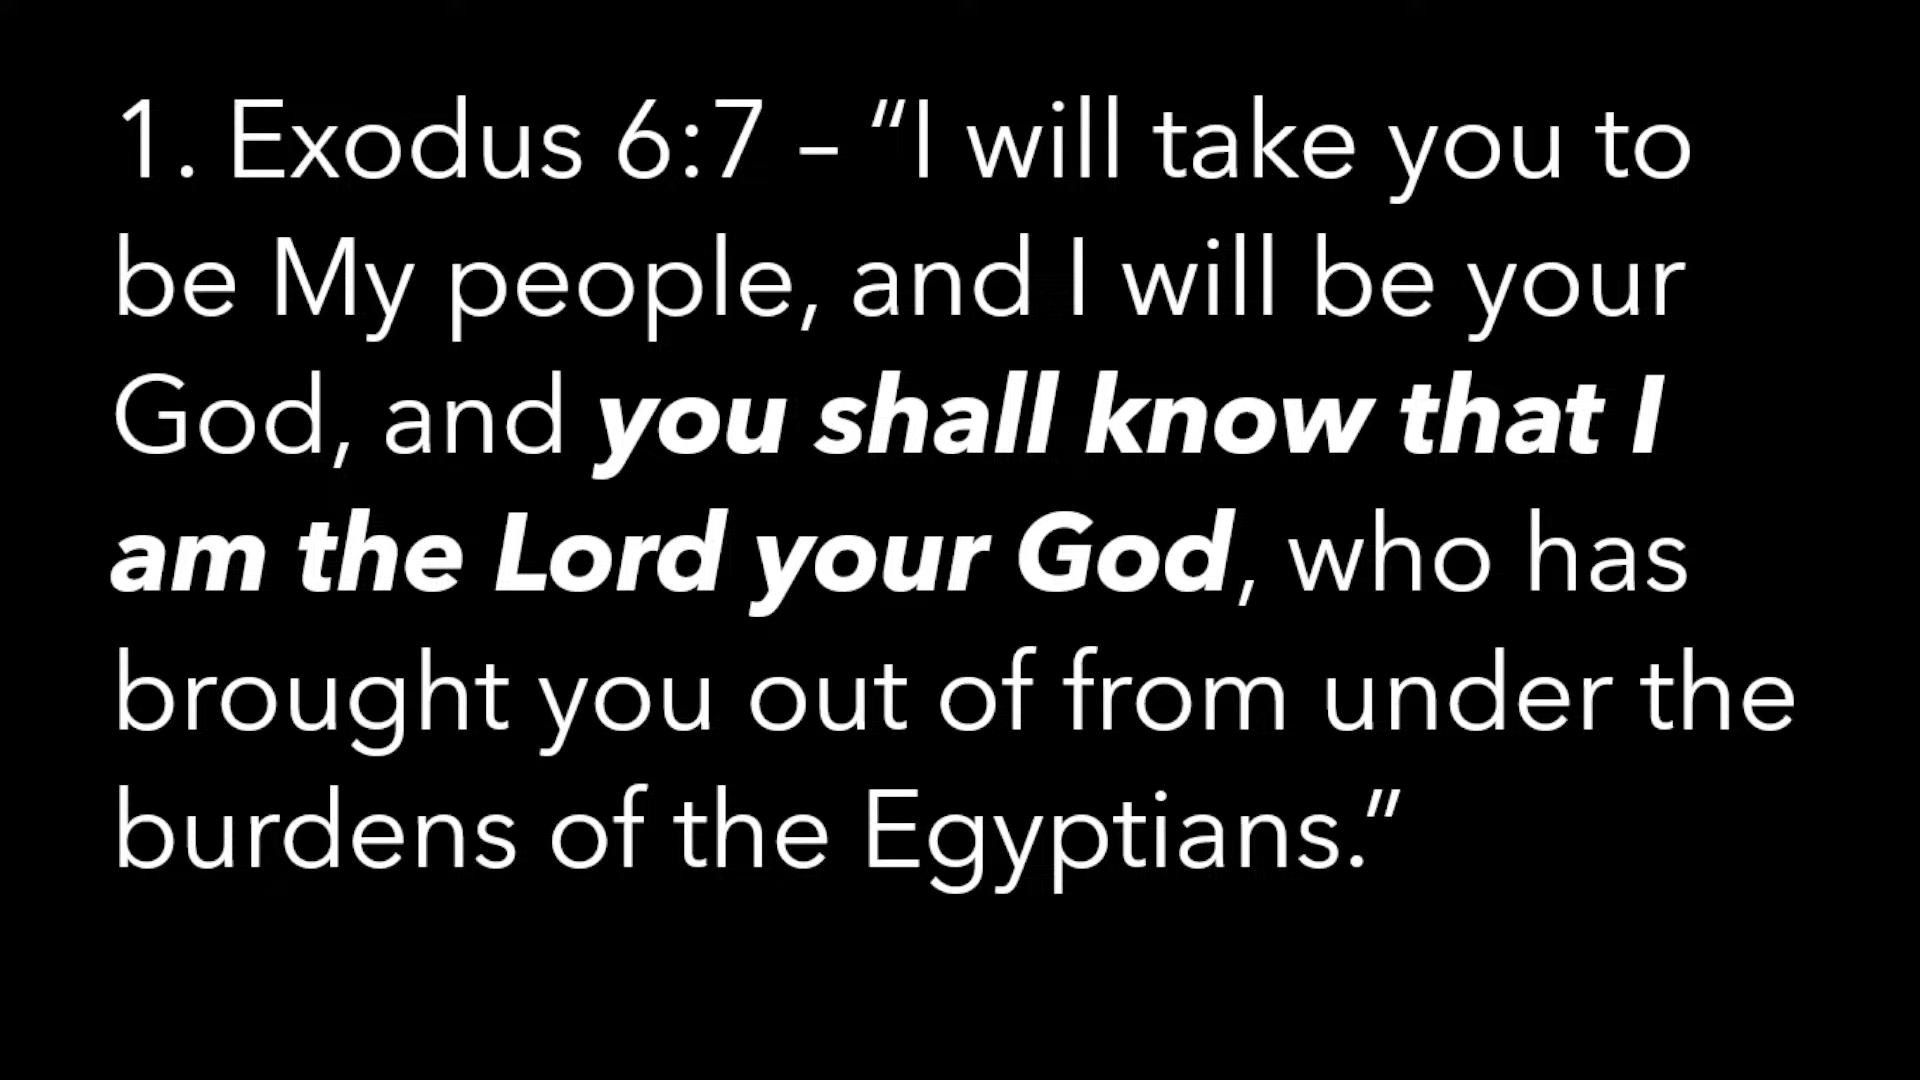 1. Exodus 6:7 – “I will take you to
be My people, and I will be your
God, and you shall know that I
am the Lord your God, who has
brought you out of from under the
burdens of the Egyptians.”